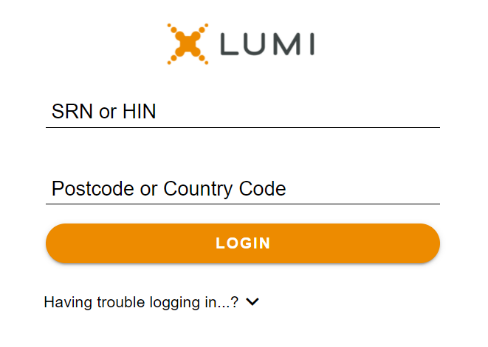 LUMI
SRN or HIN
Postcode or Country Code
LOGIN
Having trouble logging in...?